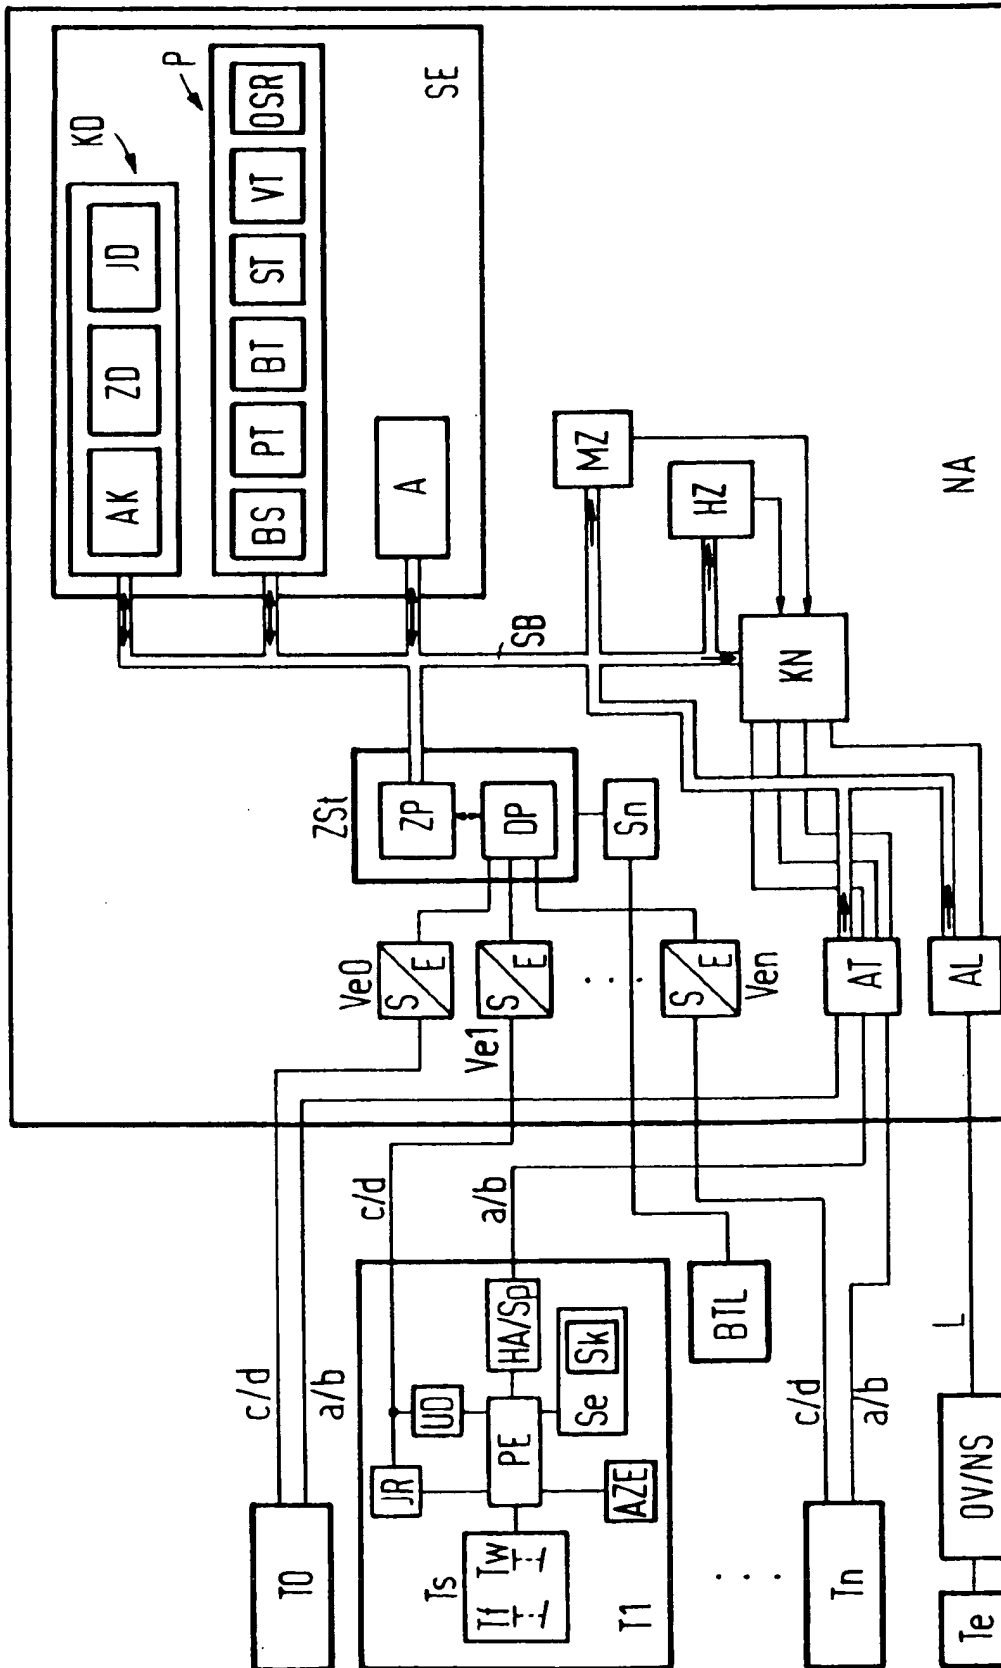 KD
P
AK
ZD
JD
BS
PT
BT
ST
VT
OSR
A
SE
ZSt
ZP
DP
SB
MZ
HZ
KN
NA
Sn
Ve0
S
E
Ve1
S
E
. . . .
S
E
Ven
AT
AL
c/d
a/b
c/d
a/b
c/d
a/b
L
T0
JR
UD
HA/Sp
PE
Se
Sk
AZE
Ts
Tf
Tw
T1
BTL
. . . .
Tn
Te
OV/NS